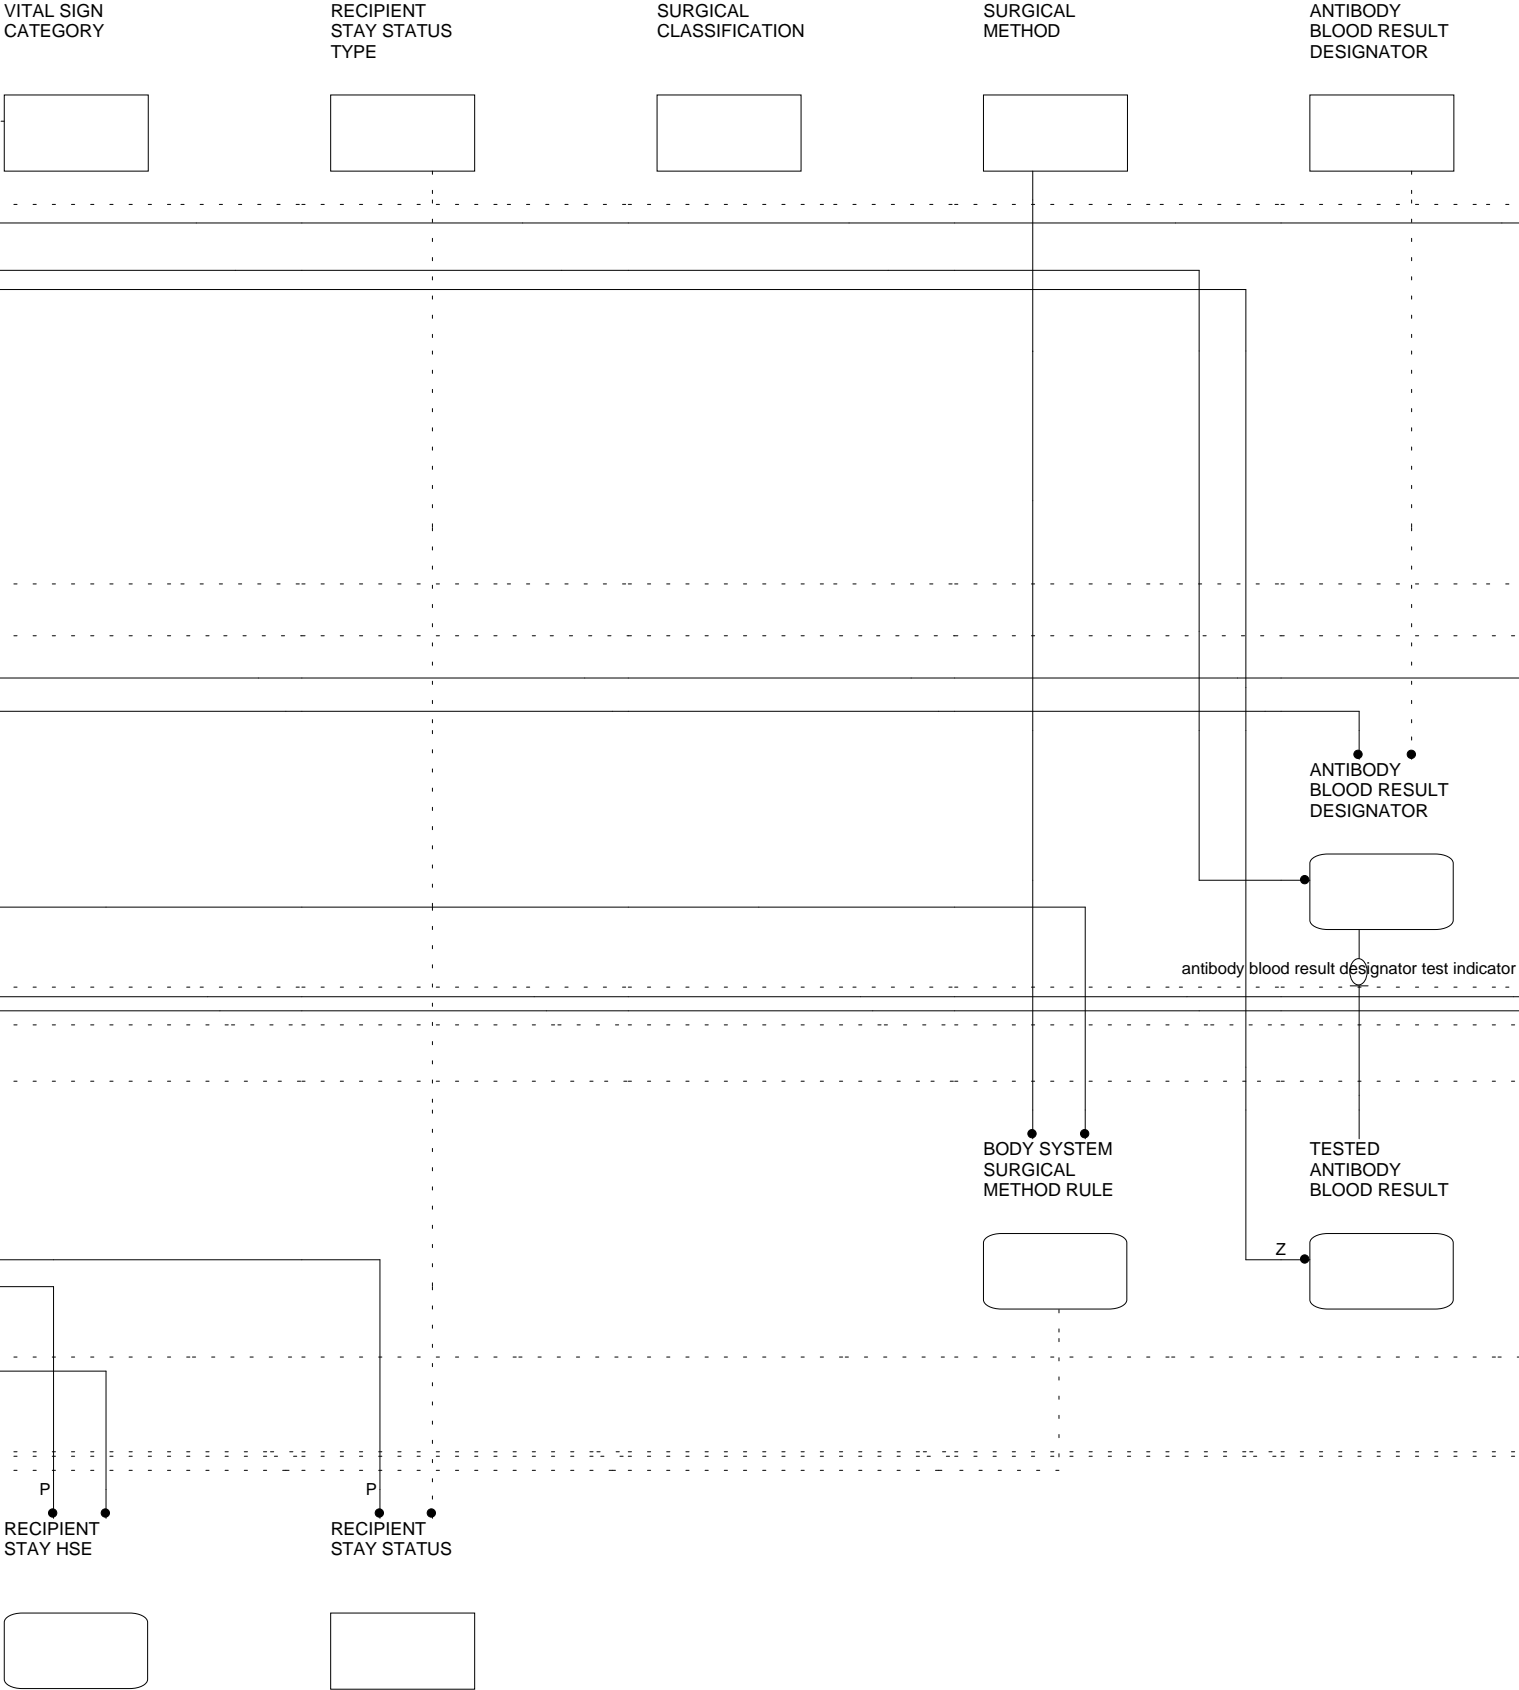 VITAL SIGN
CATEGORY
RECIPIENT
STAY STATUS
TYPE
SURGICAL
CLASSIFICATION
SURGICAL
METHOD
ANTIBODY
BLOOD RESULT
DESIGNATOR
ANTIBODY
BLOOD RESULT
DESIGNATOR
antibody blood result designator test indicator
BODY SYSTEM
SURGICAL
METHOD RULE
TESTED
ANTIBODY
BLOOD RESULT
Z
P
P
RECIPIENT
STAY HSE
RECIPIENT
STAY STATUS